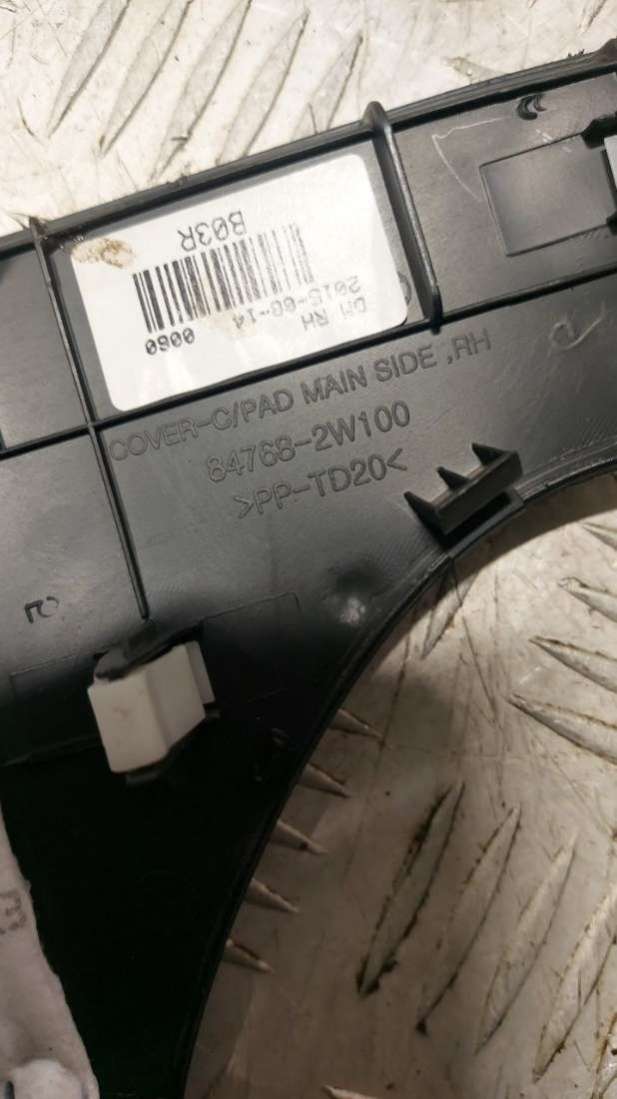 B03R
DM RH
2015-08-14
0060
COVER-C/PAD MAIN SIDE ,RH
84768-2W100
>PP-TD20<